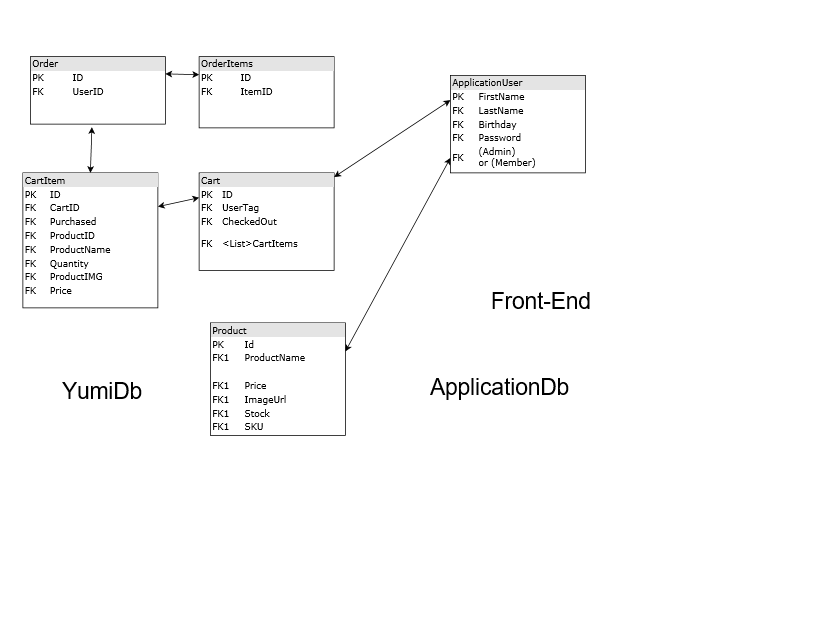 Order
PK ID
FK UserID
OrderItems
PK ID
FK ItemID
ApplicationUser
PK FirstName
FK LastName
FK Birthday
FK Password
FK (Admin)
or (Member)
CartItem
PK ID
FK CartID
FK Purchased
FK ProductID
FK ProductName
FK Quantity
FK ProductIMG
FK Price
Cart
PK ID
FK UserTag
FK CheckedOut
FK <List>CartItems
Product
PK Id
FK1 ProductName
FK1 Price
FK1 ImageUrl
FK1 Stock
FK1 SKU
Front-End
YumiDb
ApplicationDb